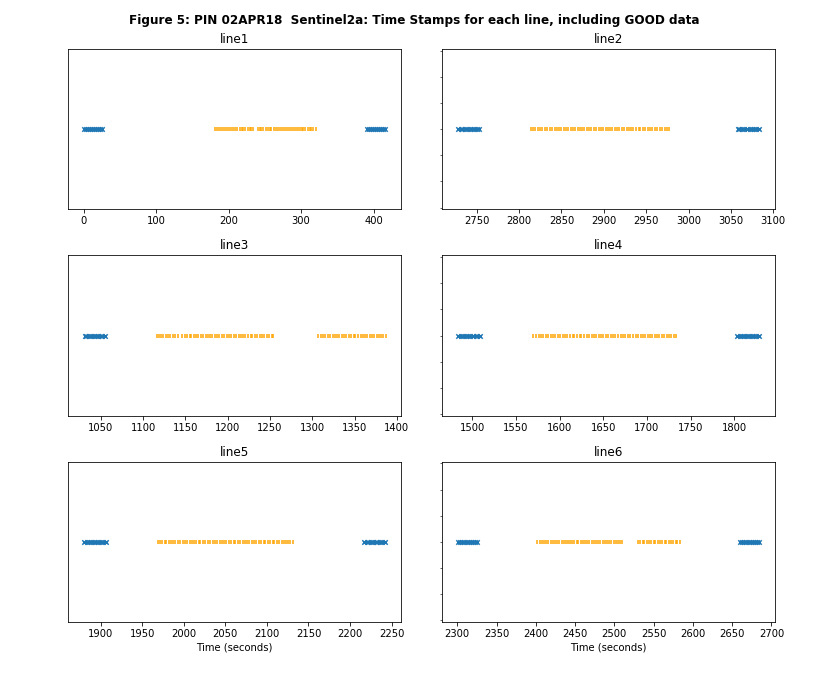 Figure 5: PIN 02APR18  Sentinel2a: Time Stamps for each line, including GOOD data
line1
line2
0 100 200 300 400
2750 2800 2850 2900 2950 3000 3050 3100
line3
line4
1050 1100 1150 1200 1250 1300 1350 1400
1500 1550 1600 1650 1700 1750 1800
line5
line6
1900 1950 2000 2050 2100 2150 2200 2250
2300 2350 2400 2450 2500 2550 2600 2650 2700
Time (seconds)
Time (seconds)